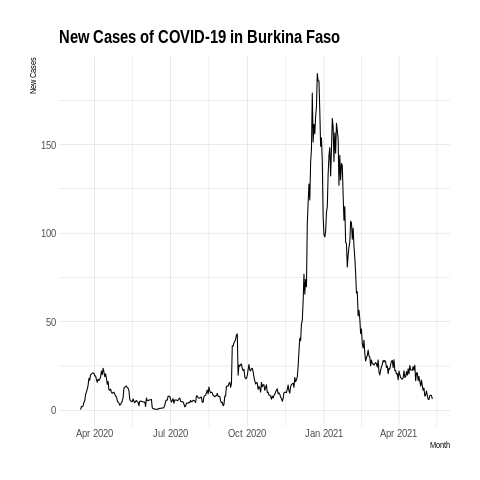 New Cases of COVID-19 in Burkina Faso
New Cases
150
100
50
0
Apr 2020 Jul 2020 Oct 2020 Jan 2021 Apr 2021
Month